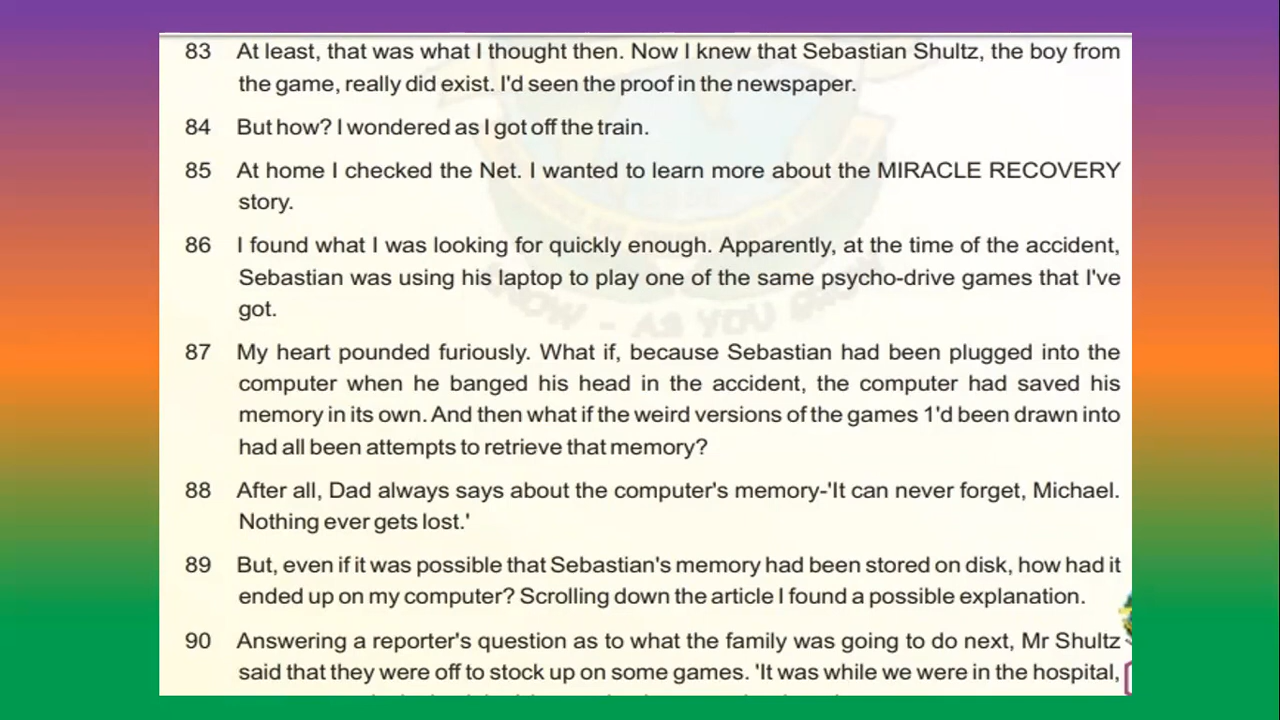 83 At least, that was what I thought then. Now I knew that Sebastian Shultz, the boy from
the game, really did exist. I'd seen the proof in the newspaper.
84 But how? I wondered as I got off the train.
85 At home I checked the Net. I wanted to learn more about the MIRACLE RECOVERY
story.
86 I found what I was looking for quickly enough. Apparently, at the time of the accident,
Sebastian was using his laptop to play one of the same psycho-drive games that I've
got.
87 My heart pounded furiously. What if, because Sebastian had been plugged into the
computer when he banged his head in the accident, the computer had saved his
memory in its own. And then what if the weird versions of the games 1'd been drawn into
had all been attempts to retrieve that memory?
88 After all, Dad always says about the computer's memory-'It can never forget, Michael.
Nothing ever gets lost.'
89 But, even if it was possible that Sebastian's memory had been stored on disk, how had it
ended up on my computer? Scrolling down the article I found a possible explanation.
90 Answering a reporter's question as to what the family was going to do next, Mr Shultz
said that they were off to stock up on some games. 'It was while we were in the hospital,